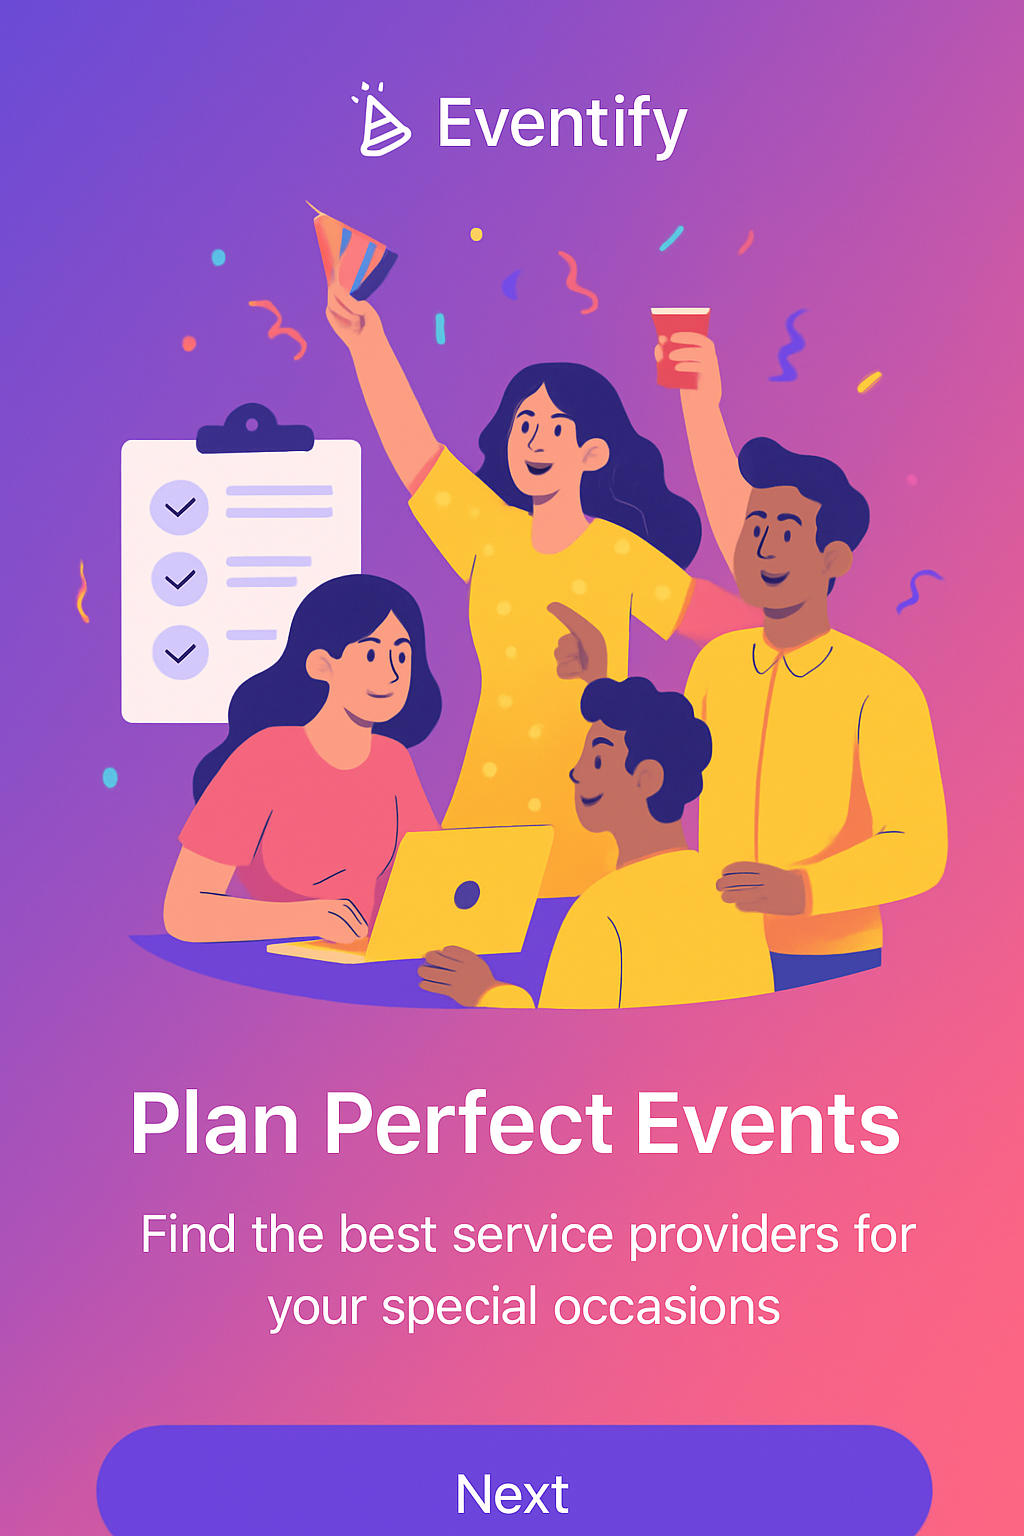 Eventify
Plan Perfect Events
Find the best service providers for
your special occasions
Next